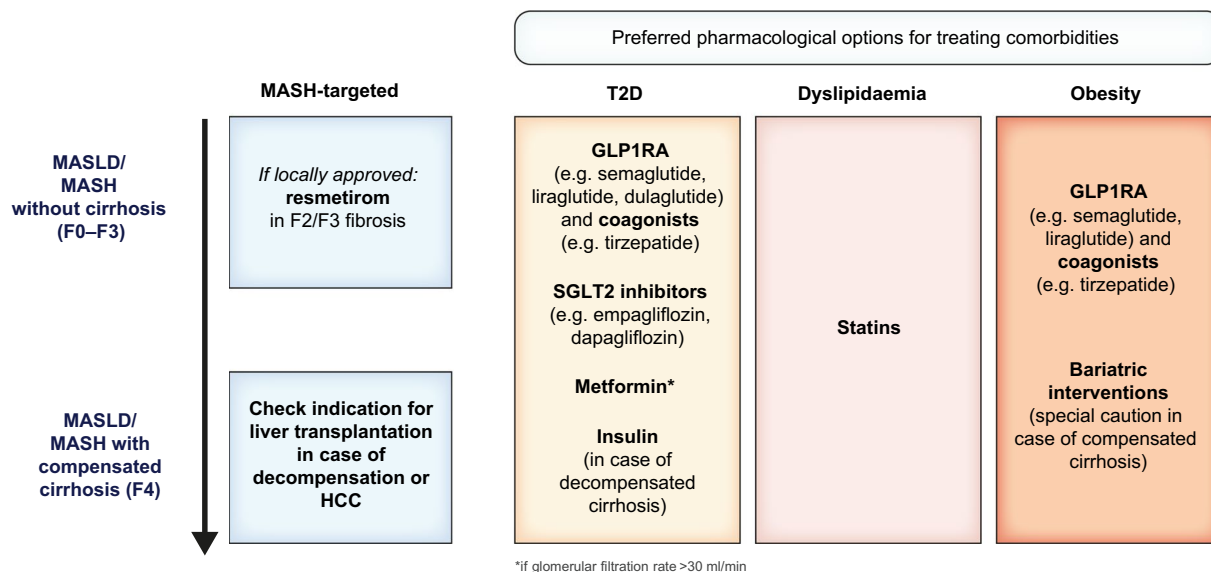 Preferred pharmacological options for treating comorbidities
MASH-targeted
T2D
Dyslipidaemia
Obesity
MASLD/
MASH
without cirrhosis
(F0–F3)
If locally approved:
resmetirom
in F2/F3 fibrosis
GLP1RA
(e.g. semaglutide,
liraglutide, dulaglutide)
and coagonists
(e.g. tirzepatide)
SGLT2 inhibitors
(e.g. empagliflozin,
dapagliflozin)
Metformin*
Insulin
(in case of
decompensated
cirrhosis)
Statins
GLP1RA
(e.g. semaglutide,
liraglutide) and
coagonists
(e.g. tirzepatide)
Bariatric
interventions
(special caution in
case of compensated
cirrhosis)
MASLD/
MASH with
compensated
cirrhosis (F4)
Check indication for
liver transplantation
in case of
decompensation or
HCC
*if glomerular filtration rate >30 ml/min